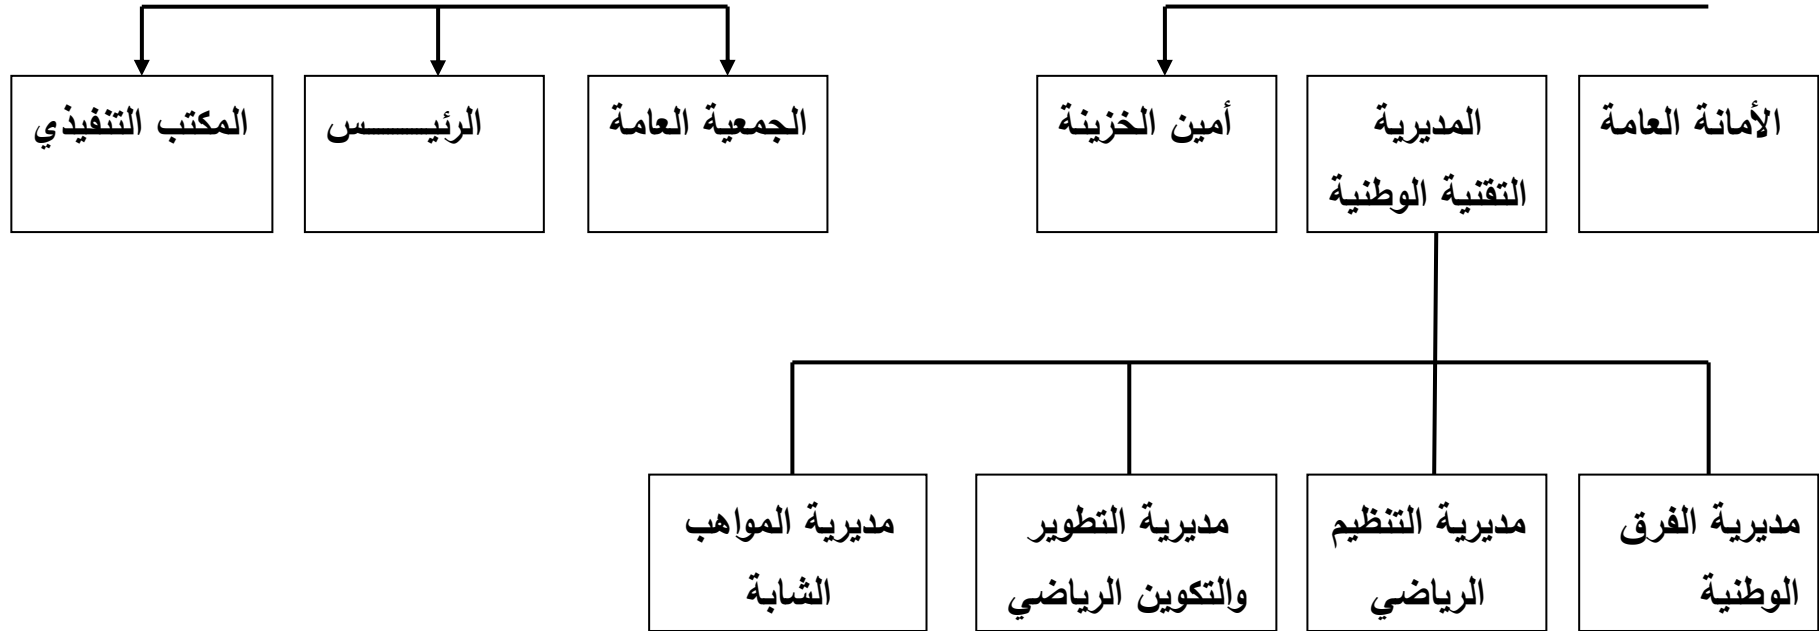 الأمانة العامة
المديرية
التقنية الوطنية
أمين الخزينة
الجمعية العامة
الرئيـــــــس
المكتب التنفيذي
مديرية الفرق
الوطنية
مديرية التنظيم
الرياضي
مديرية التطوير
والتكوين الرياضي
مديرية المواهب
الشابة